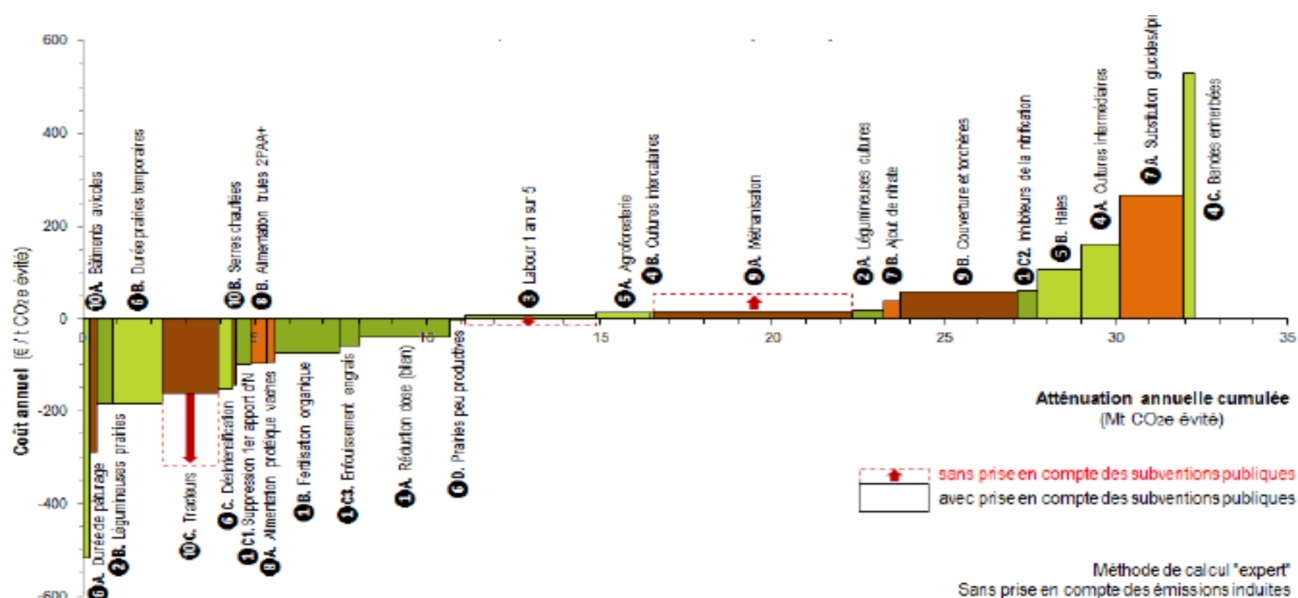 600
400
200
0
-200
-400
-600
Coût annuel (€ / t CO2e évité)
0
5
10
15
20
25
30
35
6A. Durée de pâturage
10A. Bâtiments avicoles
2B. Légumineuses prairies
6B. Durée prairies temporaires
10C. Tracteurs
6C. Désintensification
10B. Serres chauffées
1C1. Suppression 1er apport d'N
8B. Alimentation truies 2PAA+
8A. Alimentation protéique vaches
1B. Fertilisation organique
1C3. Enfouissement engrais
1A. Réduction dose (bilan)
6D. Prairies peu productives
3 Labour 1 an sur 5
5A. Agroforesterie
4B. Cultures intercalaires
9A. Méthanisation
2A. Légumineuses cultures
7B. Ajout de nitrate
9B. Couverture et torchères
1C2. Inhibiteurs de la nitrification
5B. Haies
4A. Cultures intermédiaires
7A. Substitution glucides/lipi
4C. Bandes enherbées
Atténuation annuelle cumulée
(Mt CO2e évité)
sans prise en compte des subventions publiques
avec prise en compte des subventions publiques
Méthode de calcul "expert"
Sans prise en compte des émissions induites